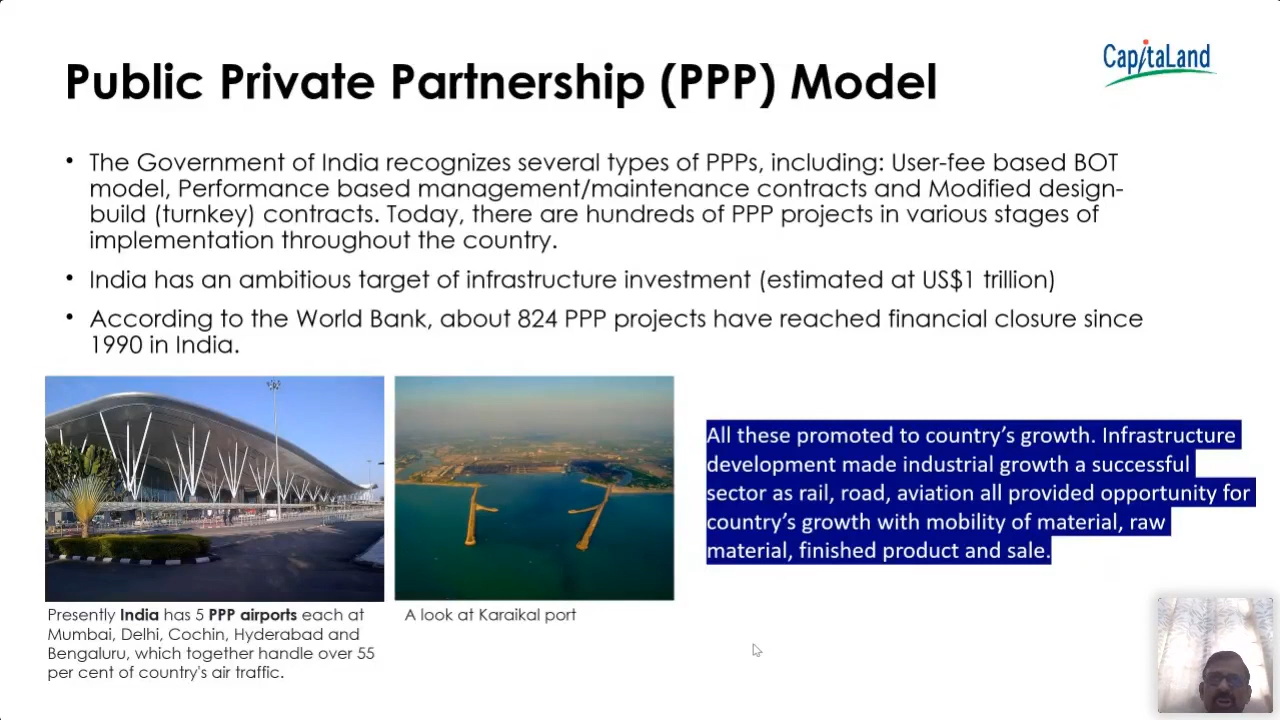 CapitaLand
Public Private Partnership (PPP) Model
• The Government of India recognizes several types of PPPs, including: User-fee based BOT
model, Performance based management/maintenance contracts and Modified design-
build (turnkey) contracts. Today, there are hundreds of PPP projects in various stages of
implementation throughout the country.
• India has an ambitious target of infrastructure investment (estimated at US$1 trillion)
• According to the World Bank, about 824 PPP projects have reached financial closure since
1990 in India.
All these promoted to country’s growth. Infrastructure
development made industrial growth a successful
sector as rail, road, aviation all provided opportunity for
country’s growth with mobility of material, raw
material, finished product and sale.
Presently India has 5 PPP airports each at
Mumbai, Delhi, Cochin, Hyderabad and
Bengaluru, which together handle over 55
per cent of country's air traffic.
A look at Karaikal port